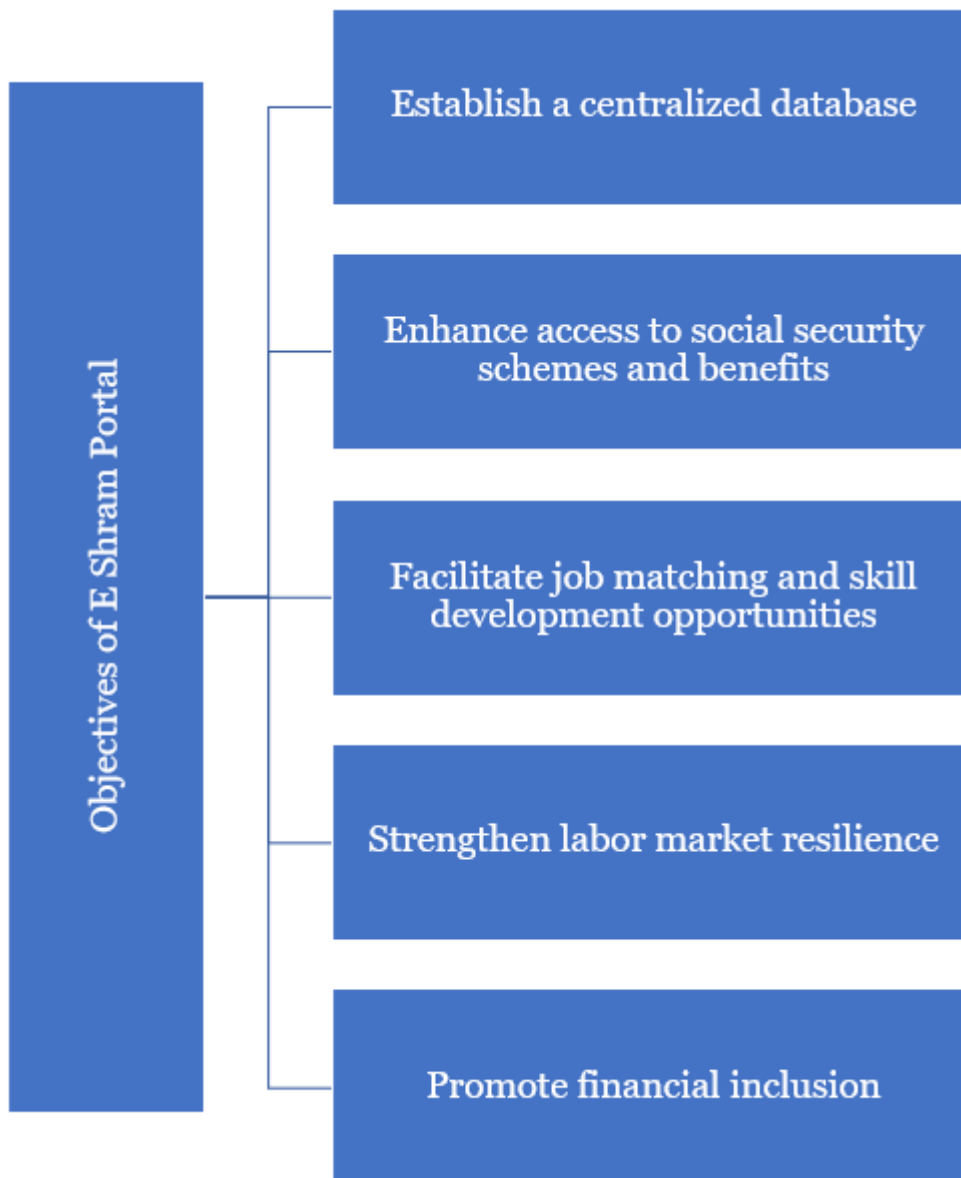 Objectives of E Shram Portal
Establish a centralized database
Enhance access to social security
schemes and benefits
Facilitate job matching and skill
development opportunities
Strengthen labor market resilience
Promote financial inclusion